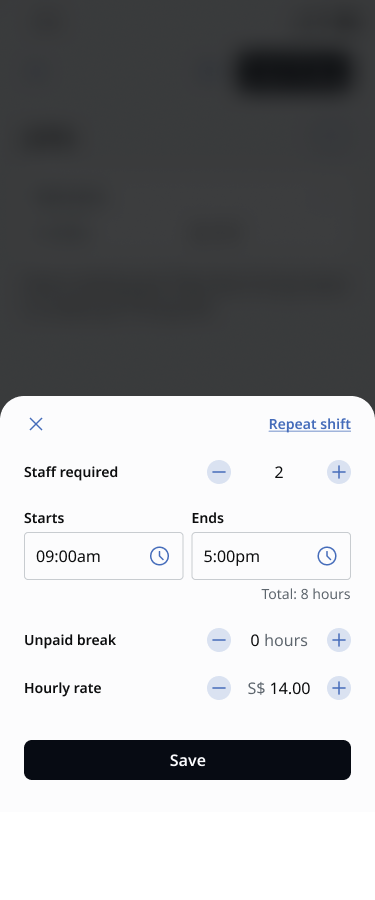 Repeat shift
Staff required 2
Starts Ends
09:00am 5:00pm
Total: 8 hours
Unpaid break 0 hours
Hourly rate S$ 14.00
Save